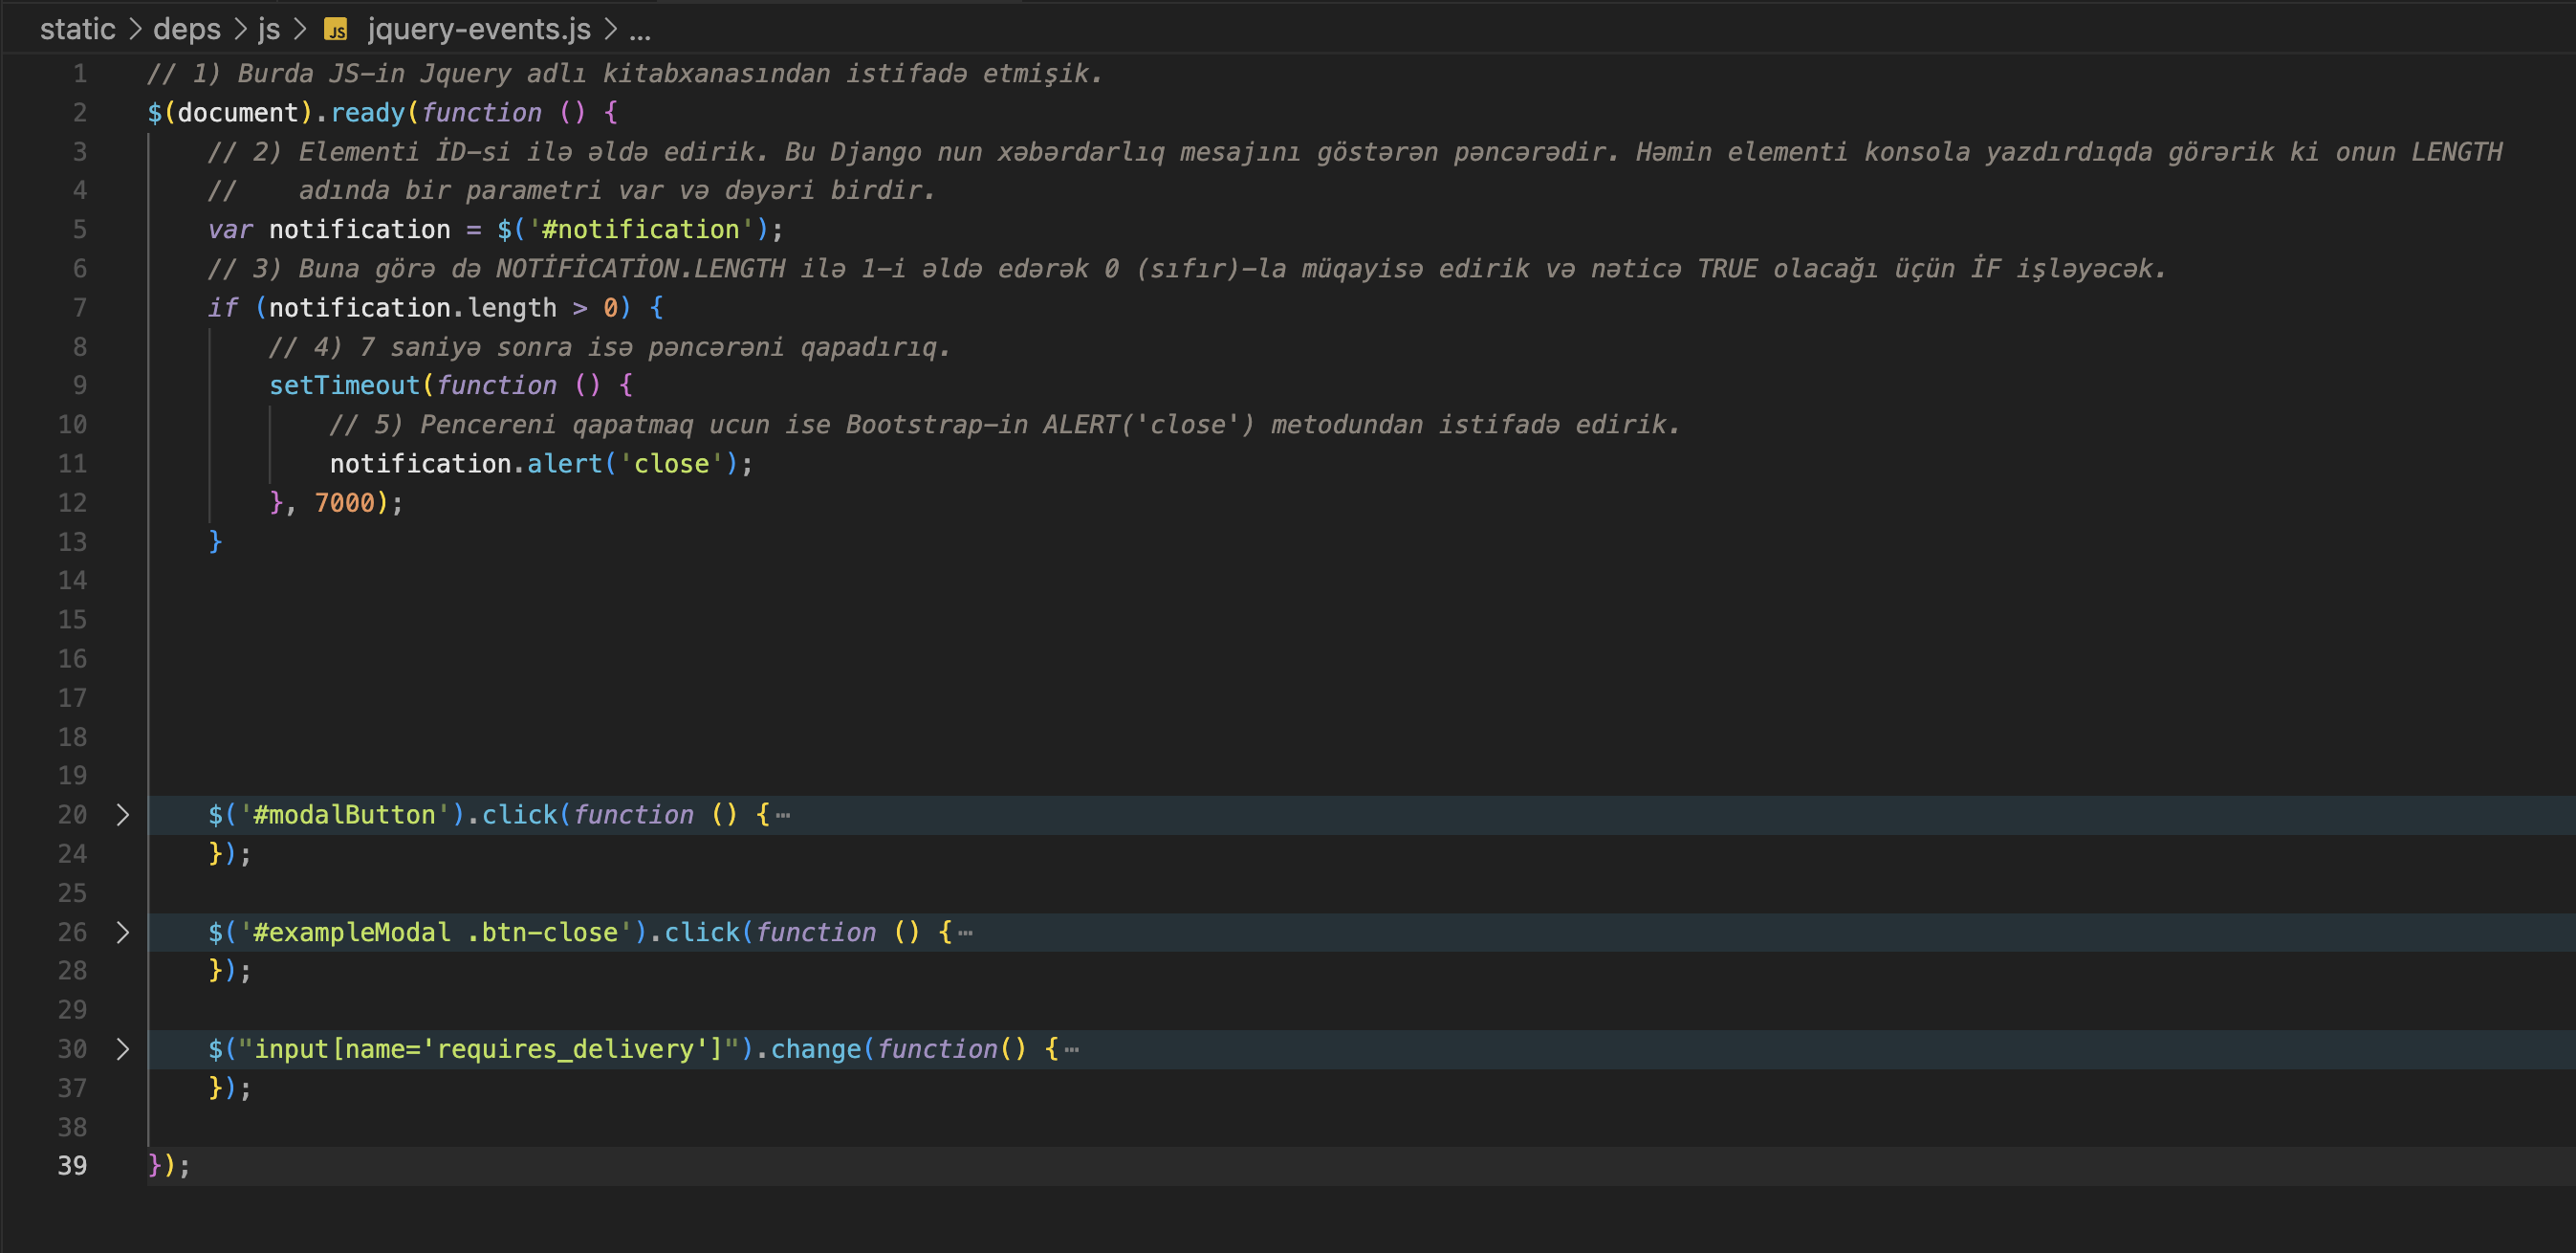 static > deps > js > JS jquery-events.js > ...
1 // 1) Burda JS-in Jquery adlı kitabxanasından istifadə etmişik.
2 $(document).ready(function () {
3 // 2) Elementi İD-si ilə əldə edirik. Bu Django nun xəbərdarlıq mesajını göstərən pəncərədir. Həmin elementi konsola yazdırdıqda görərik ki onun LENGTH
4 //    adında bir parametri var və dəyəri birdir.
5 var notification = $('#notification');
6 // 3) Buna görə də NOTİFİCATİON.LENGTH ilə 1-i əldə edərək 0 (sıfır)-la müqayisə edirik və nəticə TRUE olacağı üçün İF işləyəcək.
7 if (notification.length > 0) {
8 // 4) 7 saniyə sonra isə pəncərəni qapadırıq.
9 setTimeout(function () {
10 // 5) Pencereni qapatmaq ucun ise Bootstrap-in ALERT('close') metodundan istifadə edirik.
11 notification.alert('close');
12 }, 7000);
13 }
14
15
16
17
18
19
20 $('#modalButton').click(function () {⋯
24 });
25
26 $('#exampleModal .btn-close').click(function () {⋯
28 });
29
30 $("input[name='requires_delivery']").change(function() {⋯
37 });
38
39 });